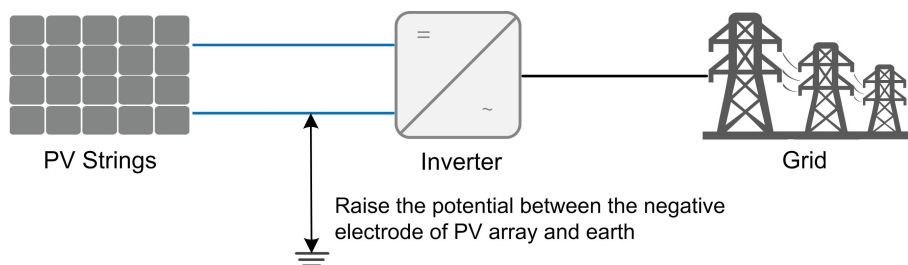 PV Strings
Inverter
Grid
Raise the potential between the negative
electrode of PV array and earth